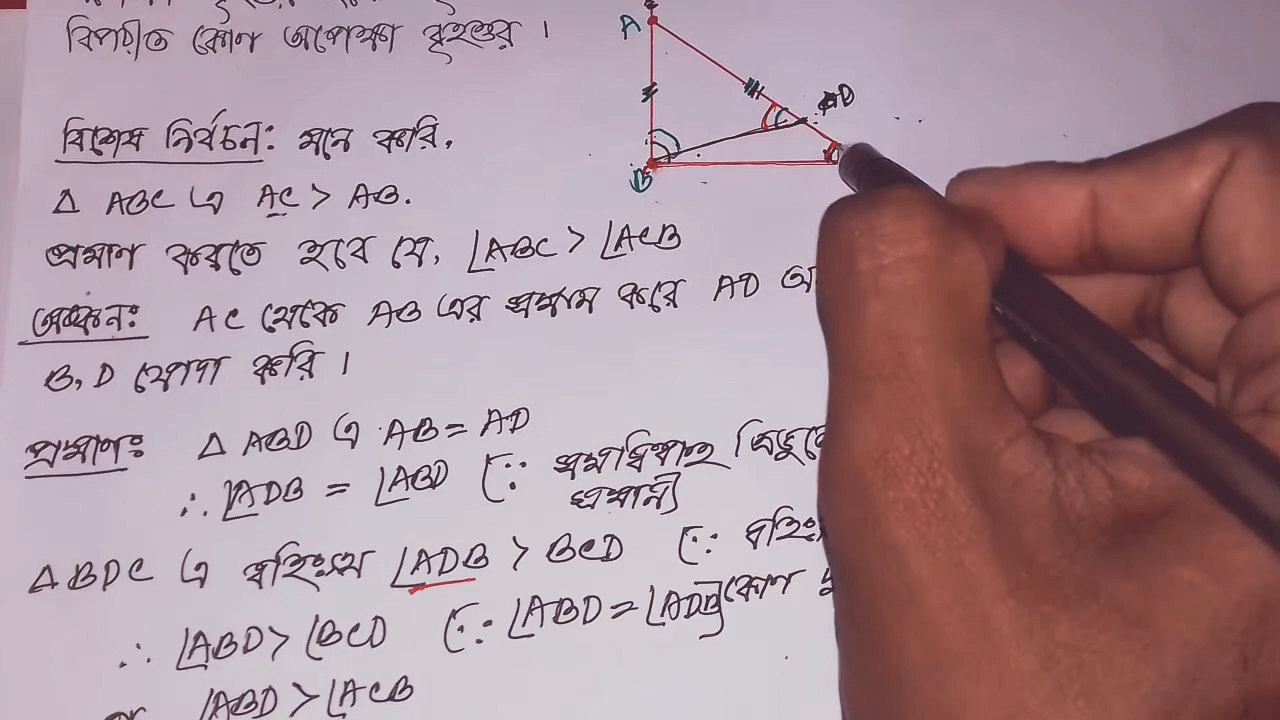 বিপরীত কোণ অপেক্ষা বৃহত্তর ।
A
D
B
বিশেষ নির্বচন: মনে করি,
Δ ABC এ AC > AB.
প্রমাণ করতে হবে যে, ∠ABC > ∠ACB
অঙ্কন: AC থেকে AB এর সমান করে AD
B, D যোগ করি ।
প্রমাণ: Δ ABD এ AB = AD
∴ ∠ADB = ∠ABD [∵ সমদ্বিবাহু
সমান]
Δ BDC এ বহিঃস্থ ∠ADB > BCD [∵
কোণ
∴ ∠ABD > ∠BCD [∵ ∠ABD = ∠ADB]
∠ABD > ∠ACB